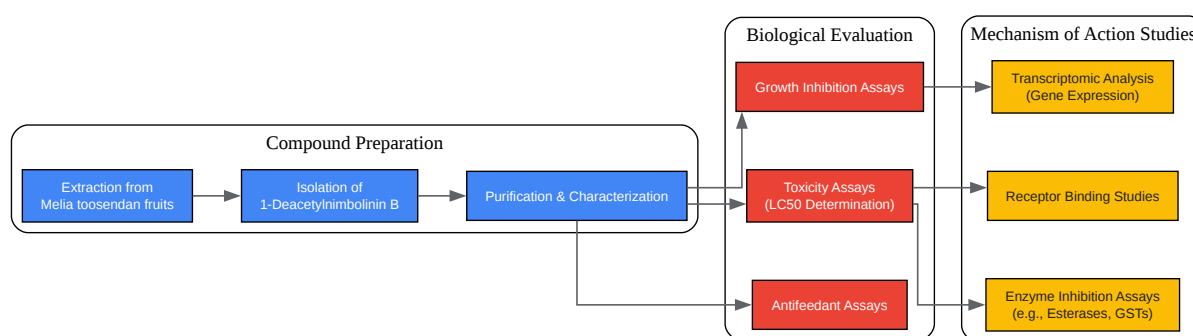 Compound Preparation
Extraction from
Melia toosendan fruits
Isolation of
1-Deacetylnimbolinin B
Purification & Characterization
Biological Evaluation
Growth Inhibition Assays
Toxicity Assays
(LC50 Determination)
Antifeedant Assays
Mechanism of Action Studies
Transcriptomic Analysis
(Gene Expression)
Receptor Binding Studies
Enzyme Inhibition Assays
(e.g., Esterases, GSTs)